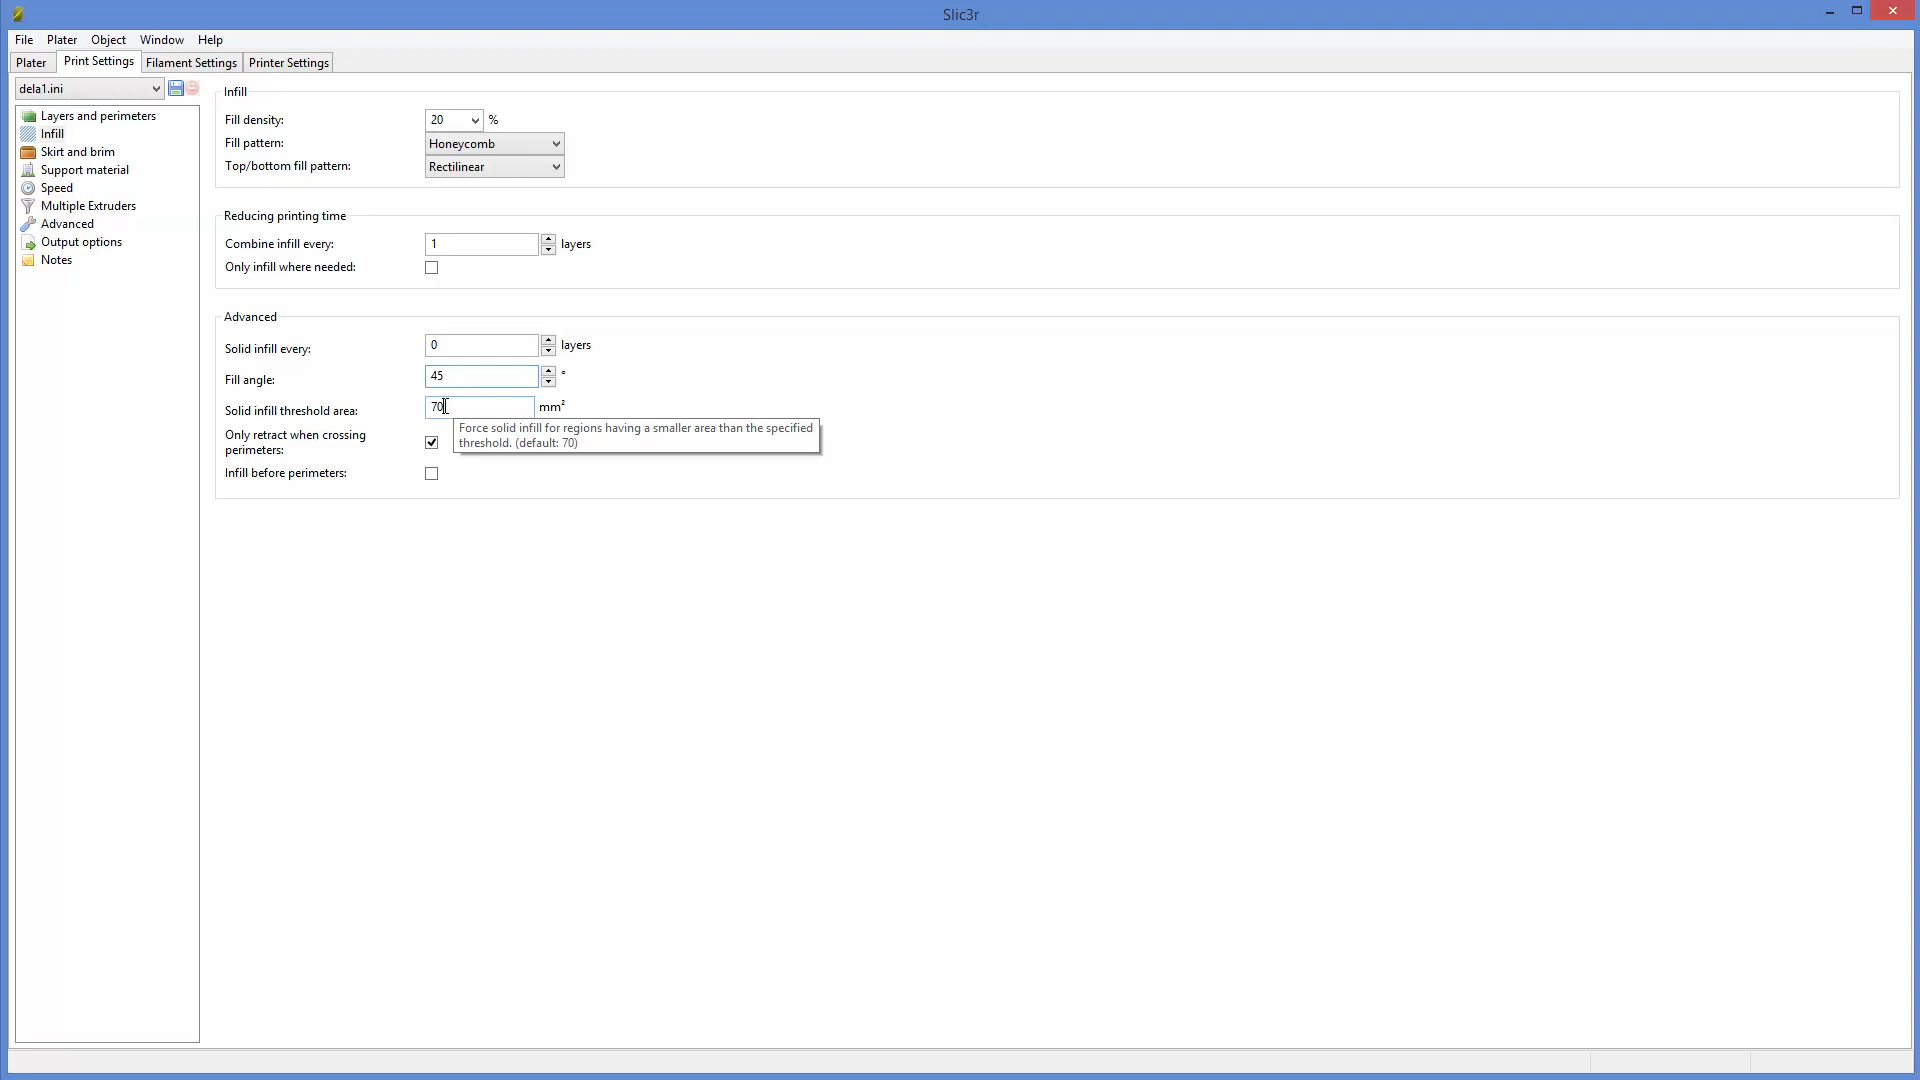 Slic3r
File Plater Object Window Help
Plater Print Settings Filament Settings Printer Settings
dela1.ini
Layers and perimeters
Infill
Skirt and brim
Support material
Speed
Multiple Extruders
Advanced
Output options
Notes
Infill
Fill density: 20 %
Fill pattern: Honeycomb
Top/bottom fill pattern: Rectilinear
Reducing printing time
Combine infill every: 1 layers
Only infill where needed:
Advanced
Solid infill every: 0 layers
Fill angle: 45 °
Solid infill threshold area: 70 mm²
Force solid infill for regions having a smaller area than the specified
threshold. (default: 70)
Only retract when crossing
perimeters:
Infill before perimeters: